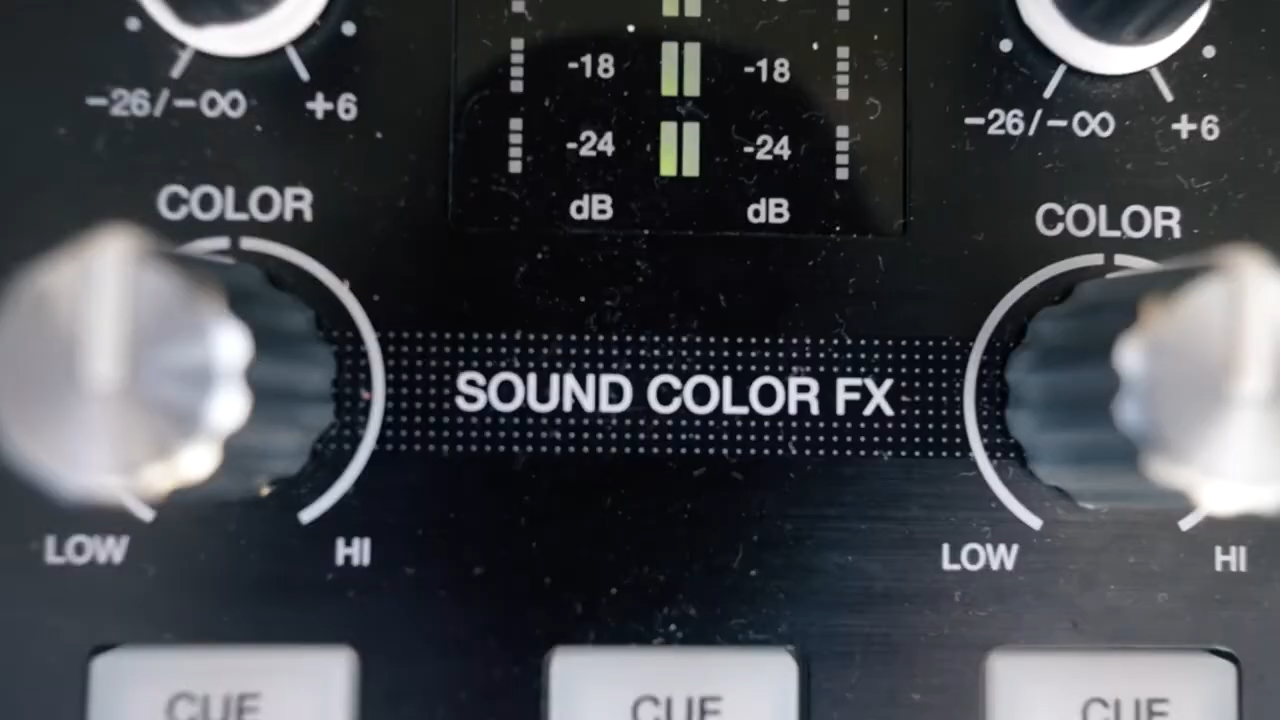 -18 -18
-26/-∞ +6
-26/-∞ +6
-24 -24
dB dB
COLOR
COLOR
SOUND COLOR FX
LOW HI
LOW HI
CUE CUE CUE